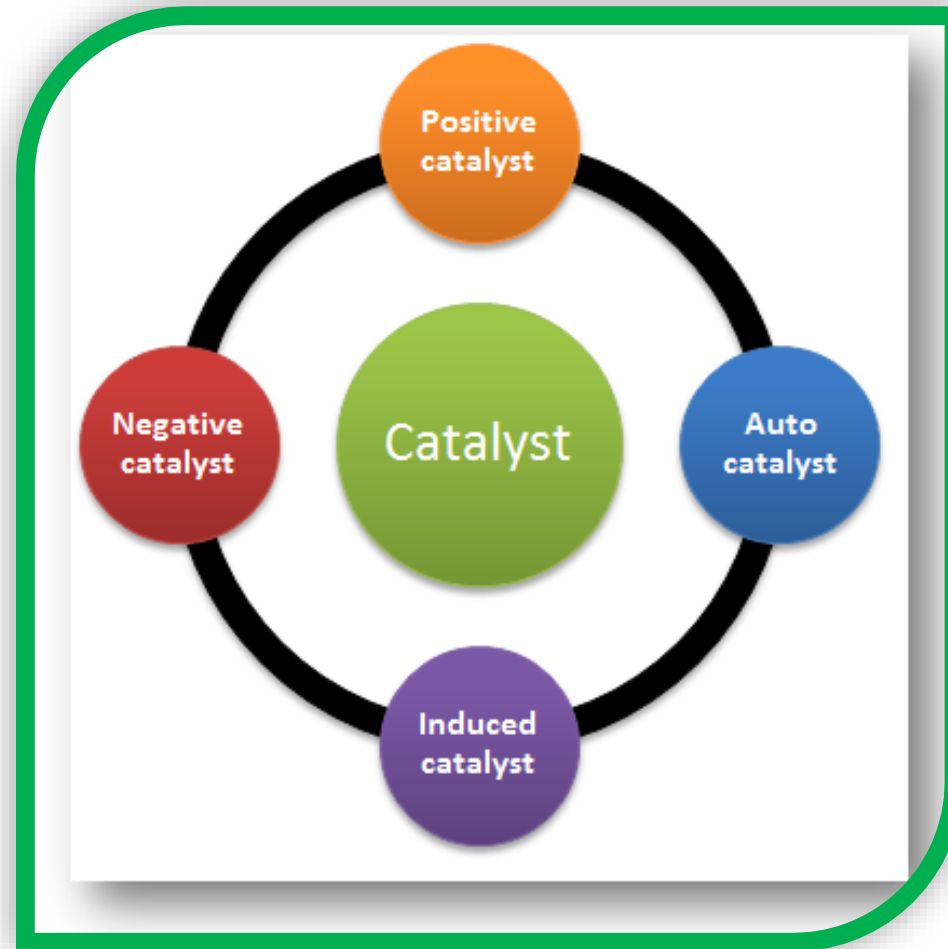 Positive
catalyst
Negative
catalyst
Catalyst
Auto
catalyst
Induced
catalyst